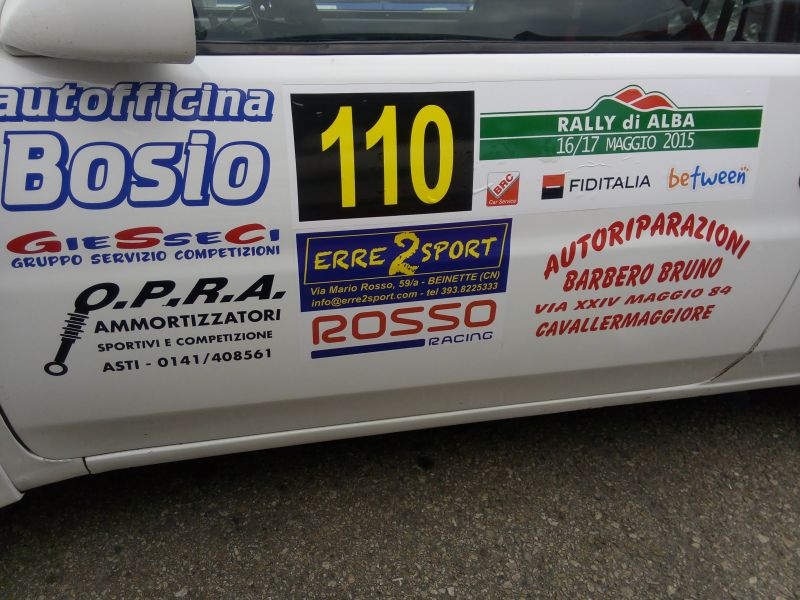 autofficina
Bosio
GIESSECI
GRUPPO SERVIZIO COMPETIZIONI
O.P.R.A.
AMMORTIZZATORI
SPORTIVI E COMPETIZIONE
ASTI - 0141/408561
110
RALLY di ALBA
16/17 MAGGIO 2015
BRC
Car Service
FIDITALIA
between
ERRE 2 SPORT
Via Mario Rosso, 59/a - BEINETTE (CN)
info@erre2sport.com - tel 393.8225333
ROSSO
RACING
AUTORIPARAZIONI
BARBERO BRUNO
VIA XXIV MAGGIO 84
CAVALLERMAGGIORE